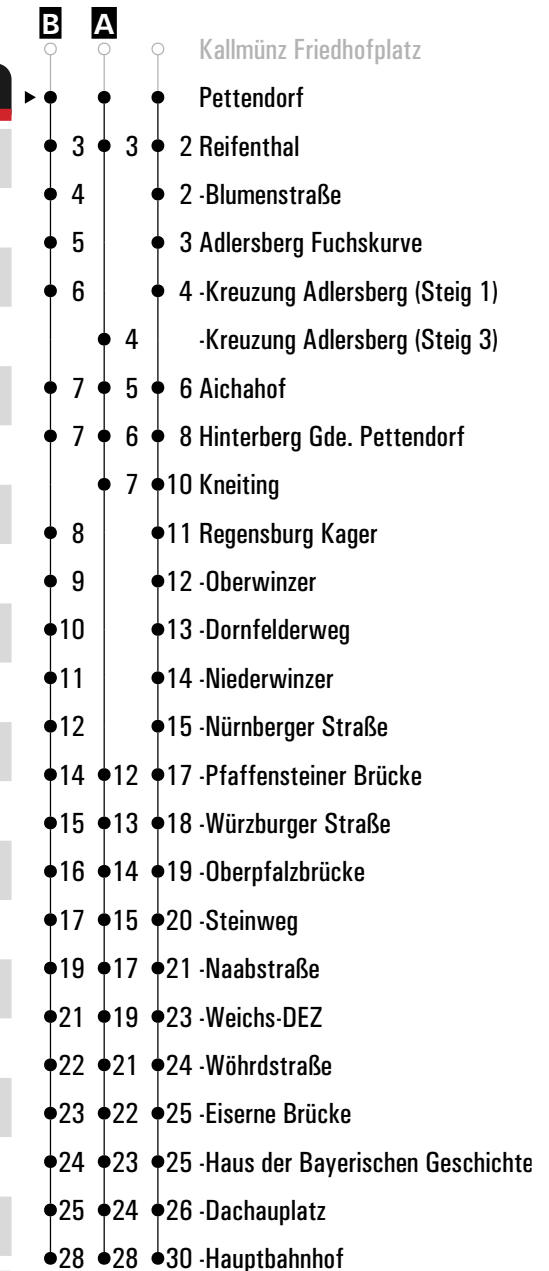 B A
Kallmünz Friedhofplatz
Pettendorf
3 3 2 Reifenthal
4 2 -Blumenstraße
5 3 Adlersberg Fuchskurve
6 4 -Kreuzung Adlersberg (Steig 1)
4 -Kreuzung Adlersberg (Steig 3)
7 5 6 Aichahof
7 6 8 Hinterberg Gde. Pettendorf
7 10 Kneiting
8 11 Regensburg Kager
9 12 -Oberwinzer
10 13 -Dornfelderweg
11 14 -Niederwinzer
12 15 -Nürnberger Straße
14 12 17 -Pfaffensteiner Brücke
15 13 18 -Würzburger Straße
16 14 19 -Oberpfalzbrücke
17 15 20 -Steinweg
19 17 21 -Naabstraße
21 19 23 -Weichs-DEZ
22 21 24 -Wöhrdstraße
23 22 25 -Eiserne Brücke
24 23 25 -Haus der Bayerischen Geschichte
25 24 26 -Dachauplatz
28 28 30 -Hauptbahnhof